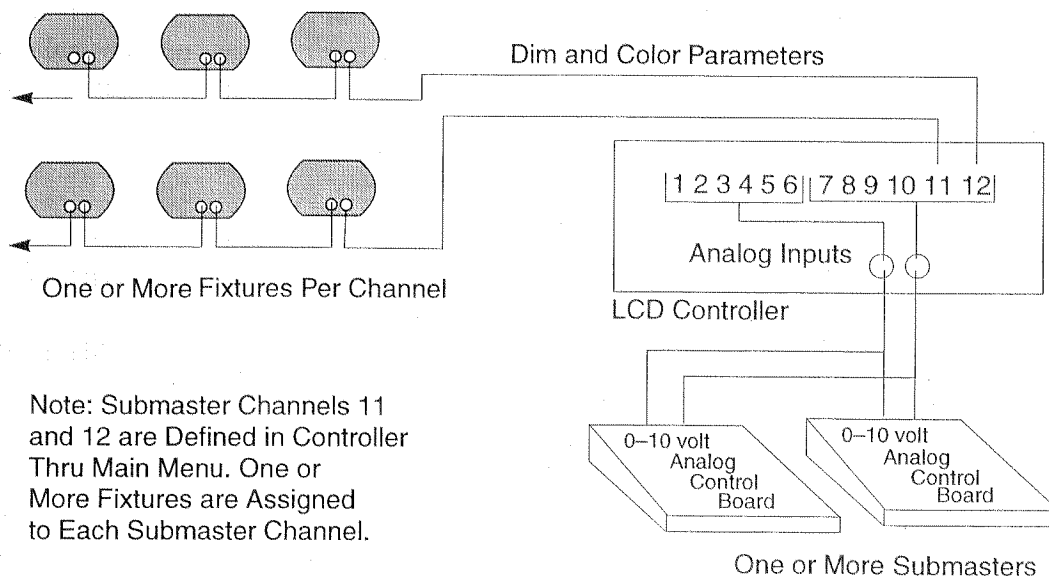 Dim and Color Parameters
1 2 3 4 5 6 7 8 9 10 11 12
Analog Inputs
One or More Fixtures Per Channel
LCD Controller
Note: Submaster Channels 11
and 12 are Defined in Controller
Thru Main Menu. One or
More Fixtures are Assigned
to Each Submaster Channel.
0–10 volt
Analog
Control
Board
0–10 volt
Analog
Control
Board
One or More Submasters